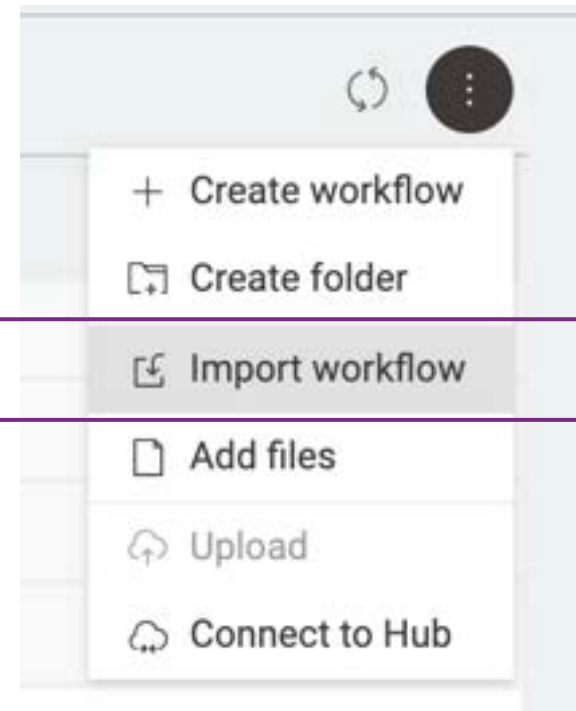 Create workflow
Create folder
Import workflow
Add files
Upload
Connect to Hub